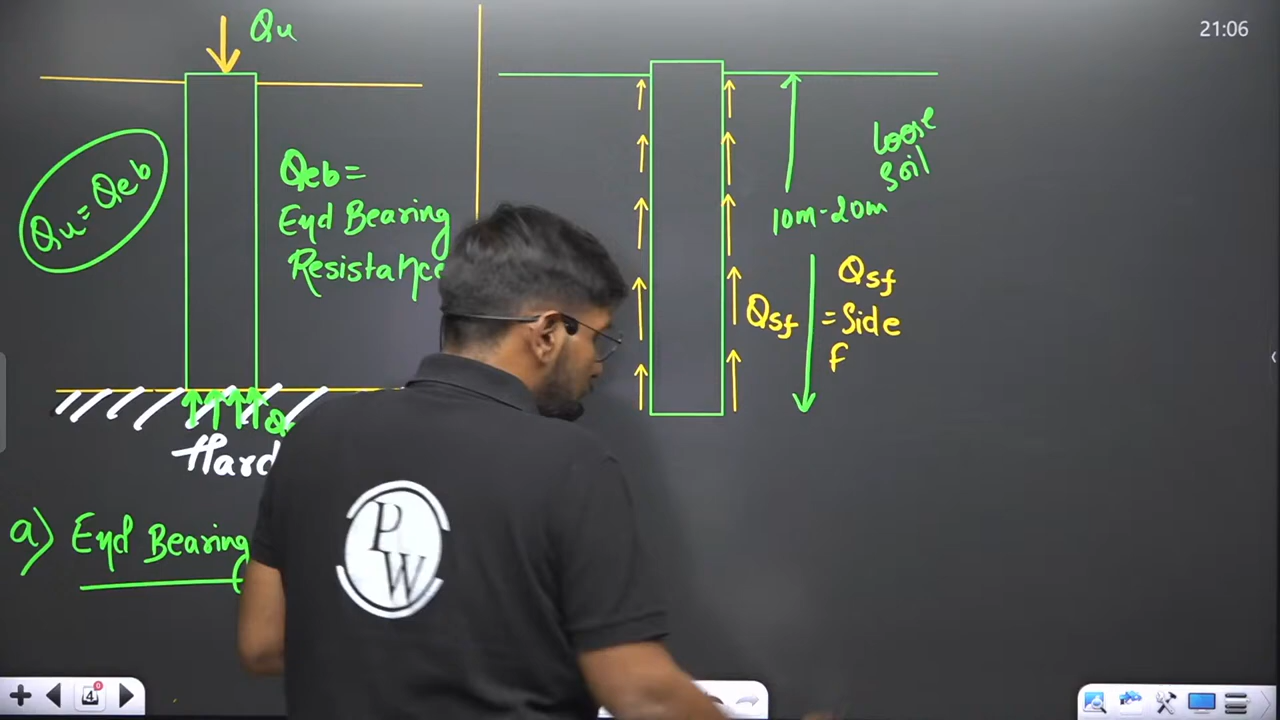 21:06
Qu
Qu = Qeb
Qeb =
End Bearing
Resistance
Hard
a) End Bearing
Loose
Soil
10m-20m
Qsf
Qsf
= Side
f
P
W
4